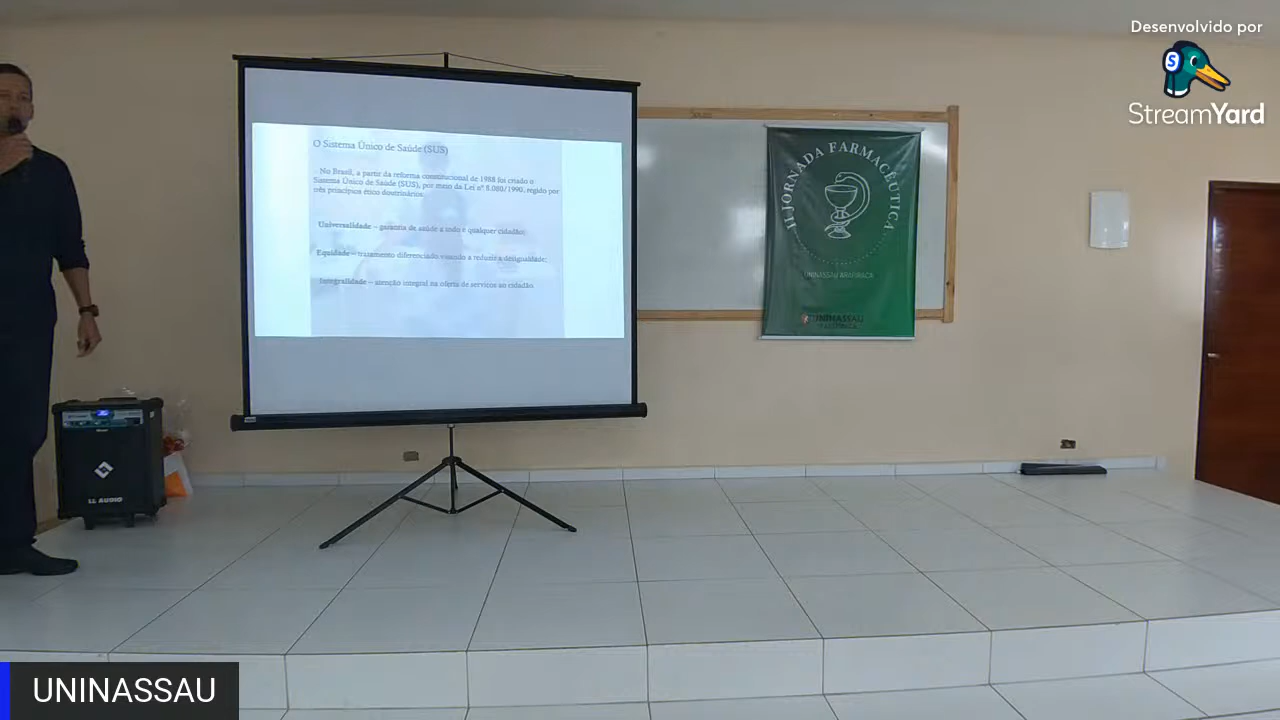 Desenvolvido por
StreamYard
O Sistema Único de Saúde (SUS)
- No Brasil, a partir da reforma constitucional de 1988 foi criado o
Sistema Único de Saúde (SUS), por meio da Lei nº 8.080/1990, regido por
três princípios ético doutrinários:
Universalidade – garantia de saúde a todo e qualquer cidadão;
Equidade – tratamento diferenciado visando a reduzir a desigualdade;
Integralidade – atenção integral na oferta de serviços ao cidadão.
II JORNADA FARMACÊUTICA
UNINASSAU ARAPIRACA
UNINASSAU
LL AUDIO
UNINASSAU